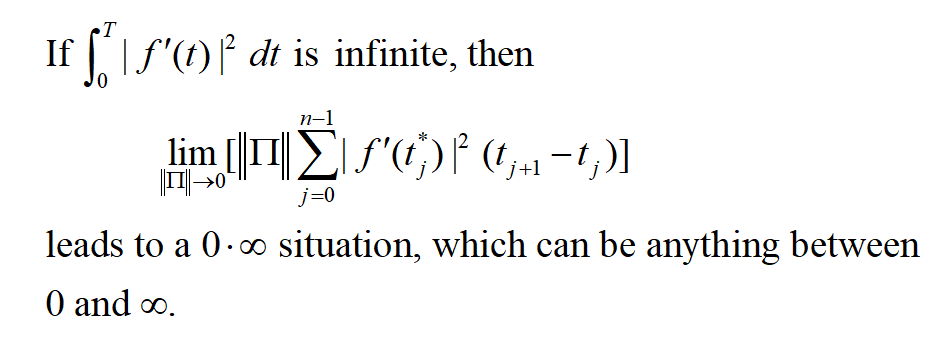 If $\int_0^T |f'(t)|^2 \, dt$ is infinite, then
$\lim_{\|\Pi\| \to 0} [\|\Pi\| \sum_{j=0}^{n-1} |f'(t_j^*)|^2 (t_{j+1} - t_j)]$
leads to a $0 \cdot \infty$ situation, which can be anything between
0 and $\infty$.